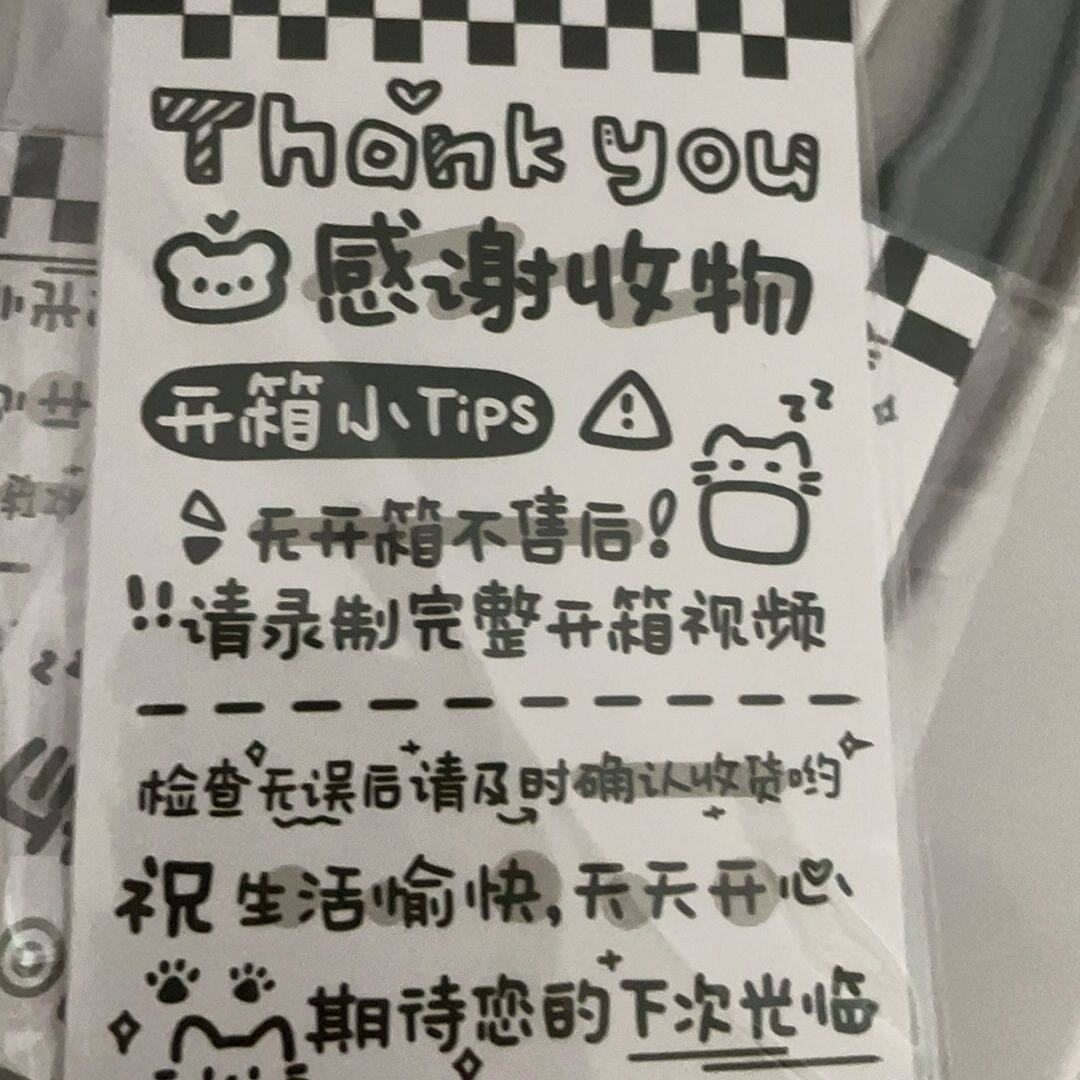 Thank you
感谢收物
开箱小Tips
zz
无开箱不售后!
!!请录制完整开箱视频
检查无误后请及时确认收货哟
祝生活愉快,天天开心
期待您的下次光临